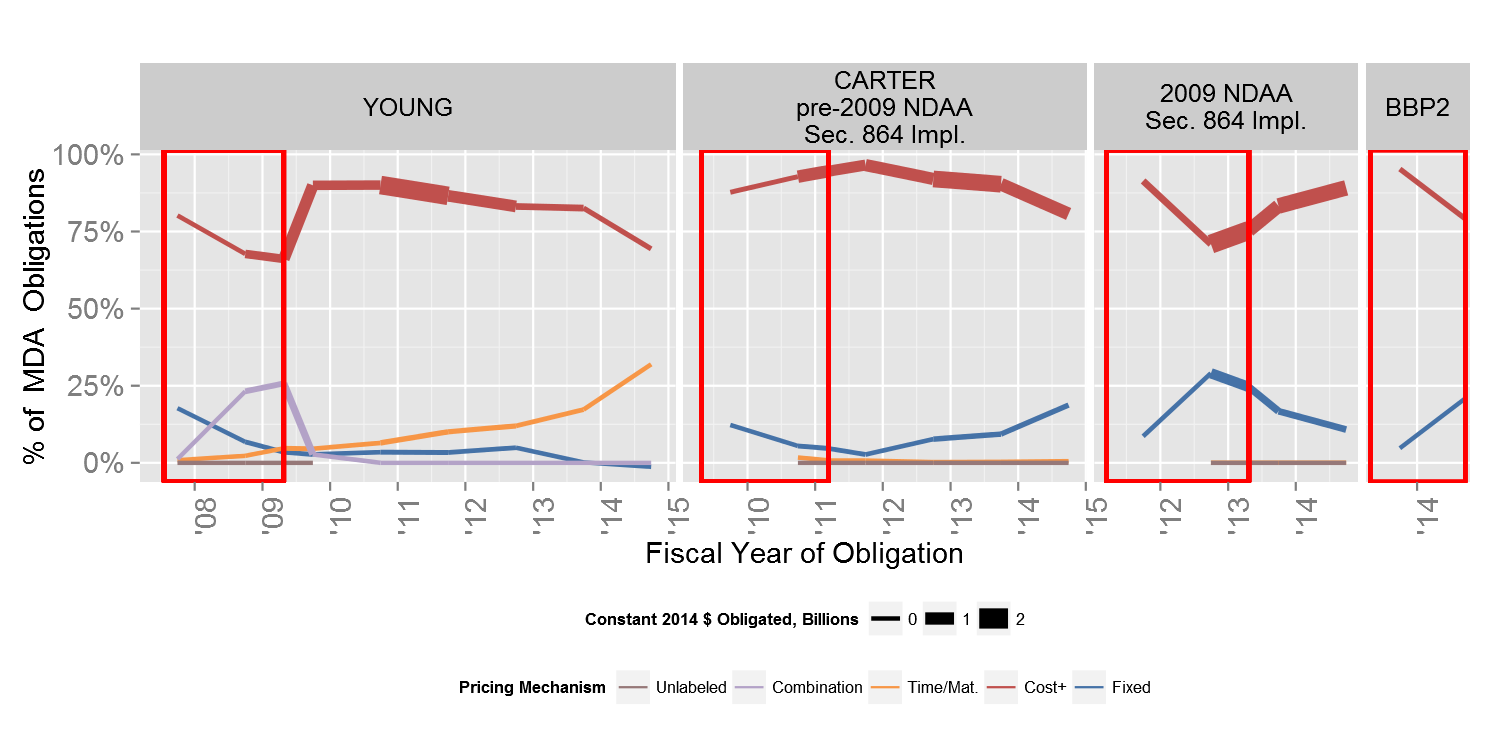 YOUNG
CARTER
pre-2009 NDAA
Sec. 864 Impl.
2009 NDAA
Sec. 864 Impl.
BBP2
% of MDA Obligations
100%
75%
50%
25%
0%
'08 '09 '10 '11 '12 '13 '14 '15 '10 '11 '12 '13 '14 '15 '12 '13 '14 '14
Fiscal Year of Obligation
Constant 2014 $ Obligated, Billions 0 1 2
Pricing Mechanism Unlabeled Combination Time/Mat. Cost+ Fixed